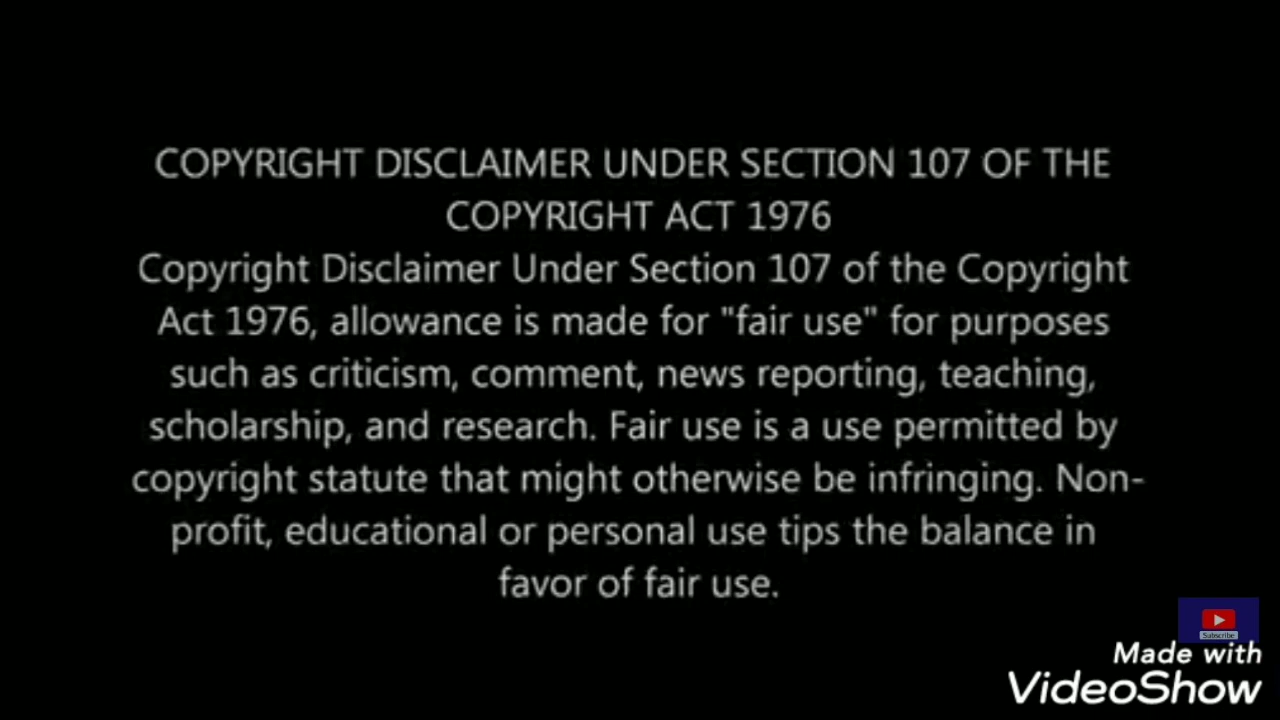 COPYRIGHT DISCLAIMER UNDER SECTION 107 OF THE
COPYRIGHT ACT 1976
Copyright Disclaimer Under Section 107 of the Copyright
Act 1976, allowance is made for "fair use" for purposes
such as criticism, comment, news reporting, teaching,
scholarship, and research. Fair use is a use permitted by
copyright statute that might otherwise be infringing. Non-
profit, educational or personal use tips the balance in
favor of fair use.
Subscribe
Made with
VideoShow